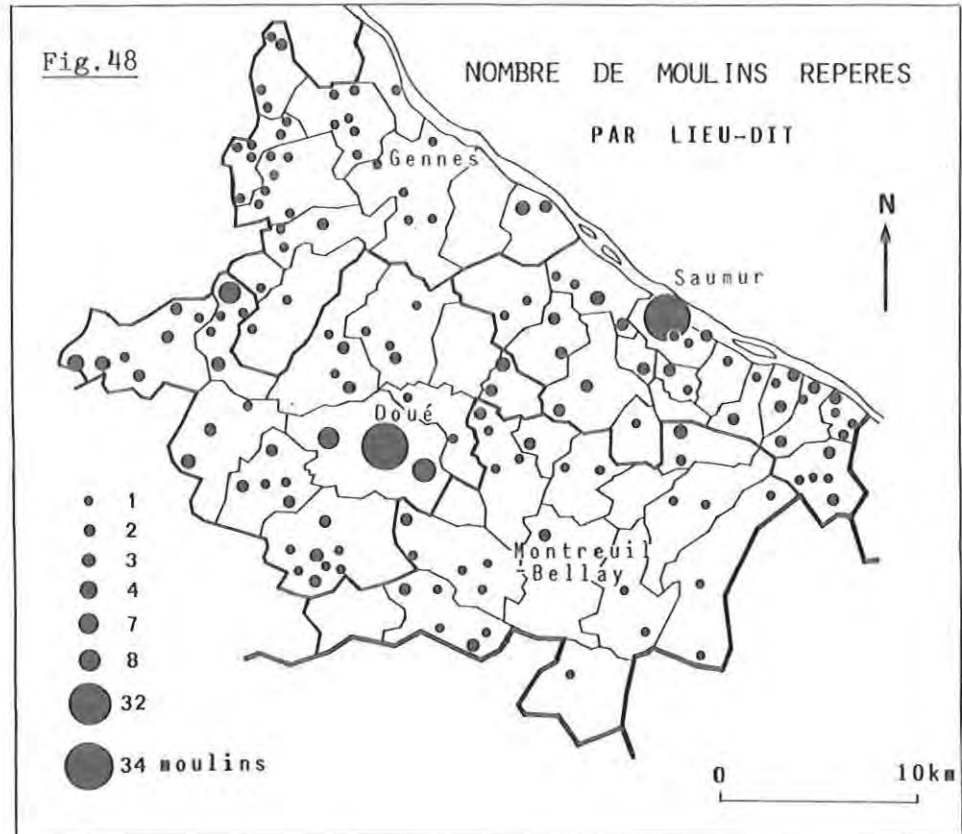 Fig.48
NOMBRE DE MOULINS REPERES
PAR LIEU-DIT
Gennes
N
Saumur
Doué
Montreuil
-Bellay
1
2
3
4
7
8
32
34 moulins
0 10km